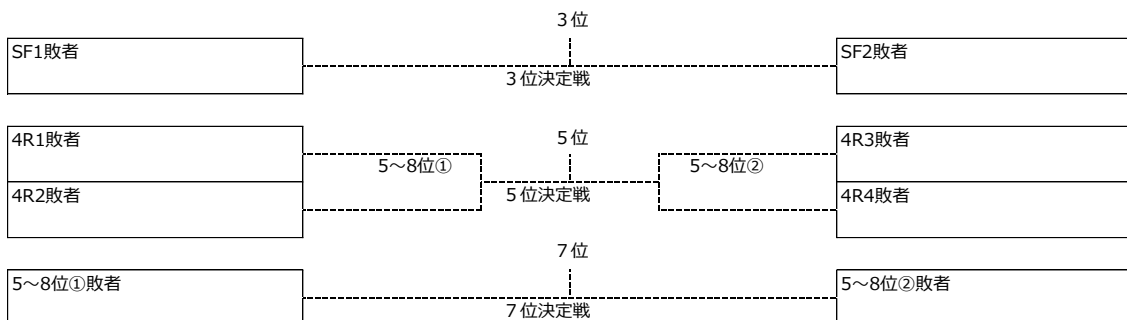 ３位
SF1敗者
SF2敗者
３位決定戦
4R1敗者
５位
4R3敗者
5～8位①
5～8位②
4R2敗者
５位決定戦
4R4敗者
７位
5～8位①敗者
5～8位②敗者
７位決定戦